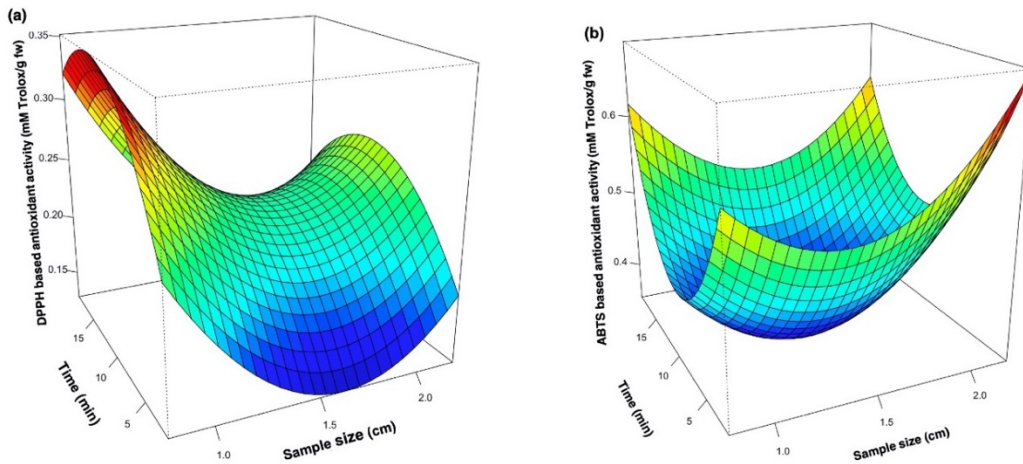 (a)
DPPH based antioxidant activity (mM Trolox/g fw)
0.35
0.30
0.25
0.20
0.15
Time (min)
15
10
5
Sample size (cm)
1.0
1.5
2.0
(b)
ABTS based antioxidant activity (mM Trolox/g fw)
0.6
0.5
0.4
Time (min)
15
10
5
Sample size (cm)
1.0
1.5
2.0